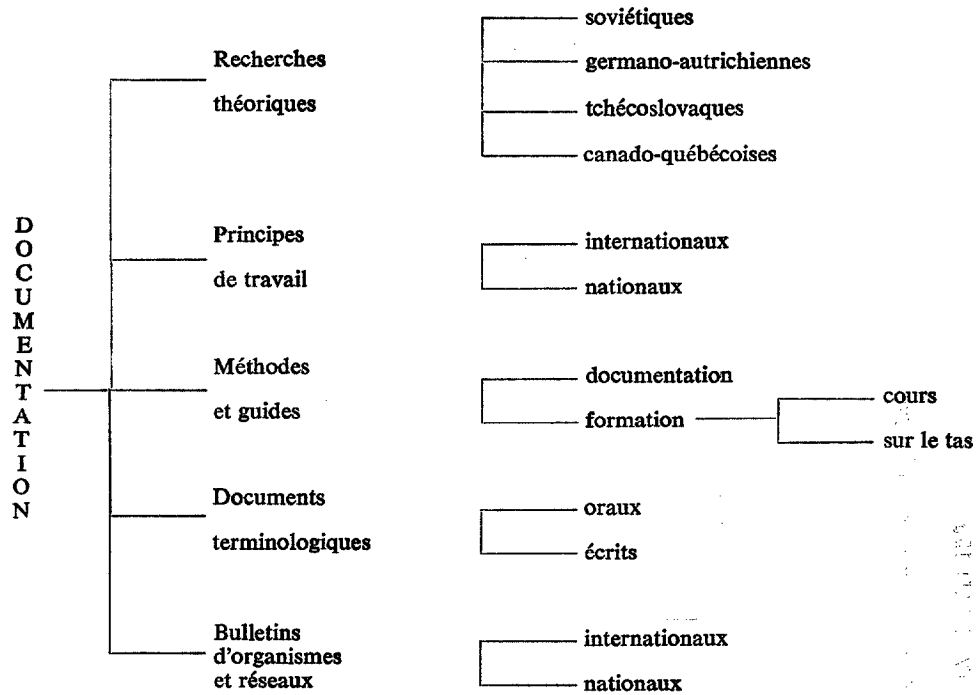 DOCUMENTATION
Recherches
théoriques
soviétiques
germano-autrichiennes
tchécoslovaques
canado-québécoises
Principes
de travail
internationaux
nationaux
Méthodes
et guides
documentation
formation
cours
sur le tas
Documents
terminologiques
oraux
écrits
Bulletins
d'organismes
et réseaux
internationaux
nationaux